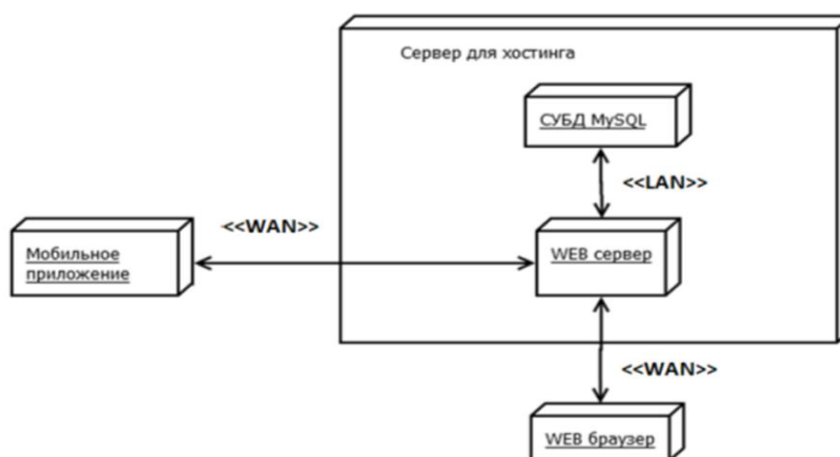 Сервер для хостинга
СУБД MySQL
<<LAN>>
<<WAN>>
Мобильное
приложение
WEB сервер
<<WAN>>
WEB браузер